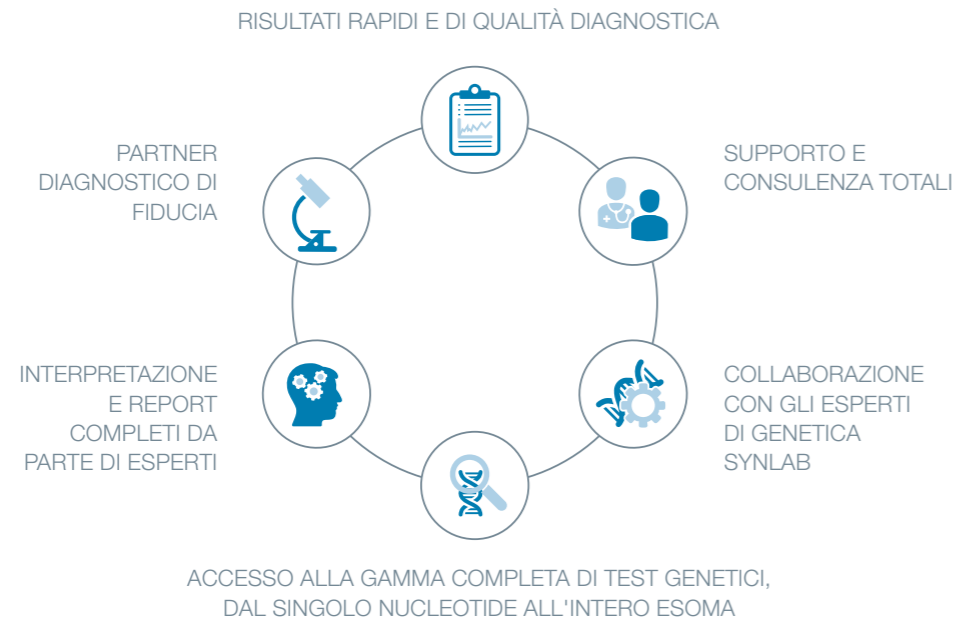 RISULTATI RAPIDI E DI QUALITÀ DIAGNOSTICA
PARTNER
DIAGNOSTICO DI
FIDUCIA
SUPPORTO E
CONSULENZA TOTALI
INTERPRETAZIONE
E REPORT
COMPLETI DA
PARTE DI ESPERTI
COLLABORAZIONE
CON GLI ESPERTI
DI GENETICA
SYNLAB
ACCESSO ALLA GAMMA COMPLETA DI TEST GENETICI,
DAL SINGOLO NUCLEOTIDE ALL'INTERO ESOMA